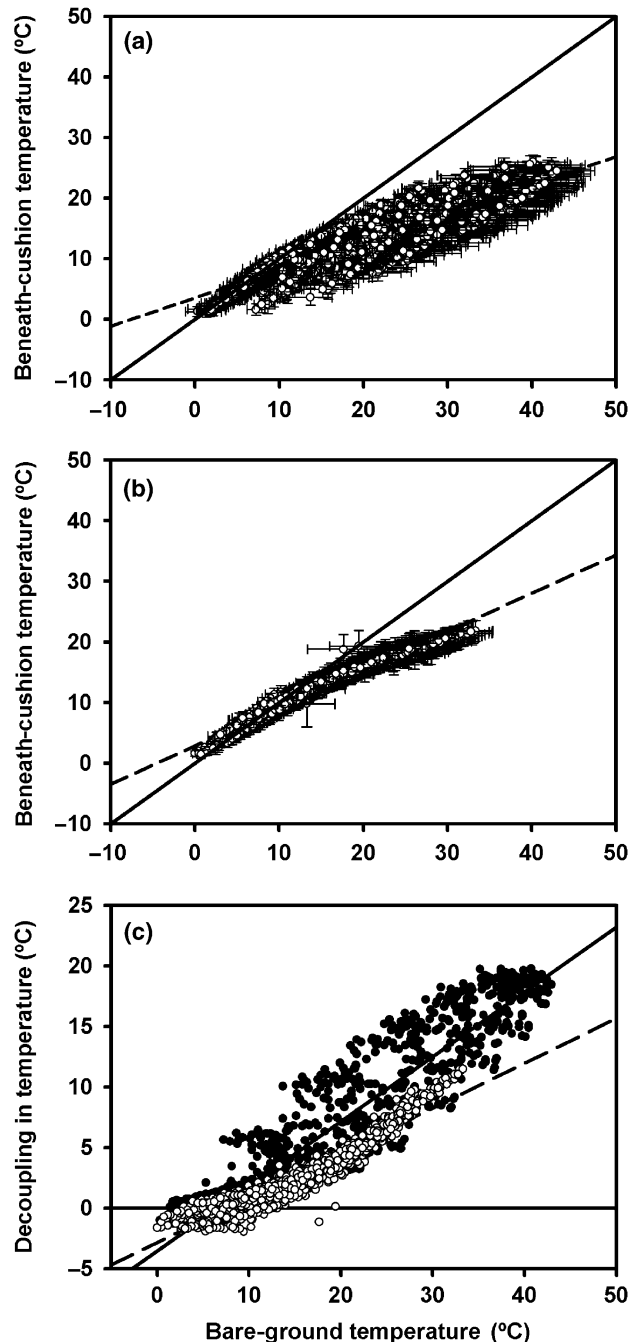 50
(a)
40
30
20
10
0
–10
Beneath-cushion temperature (ºC)
–10 0 10 20 30 40 50
50
(b)
40
30
20
10
0
–10
Beneath-cushion temperature (ºC)
–10 0 10 20 30 40 50
25
(c)
20
15
10
5
0
–5
Decoupling in temperature (ºC)
0 10 20 30 40 50
Bare-ground temperature (ºC)